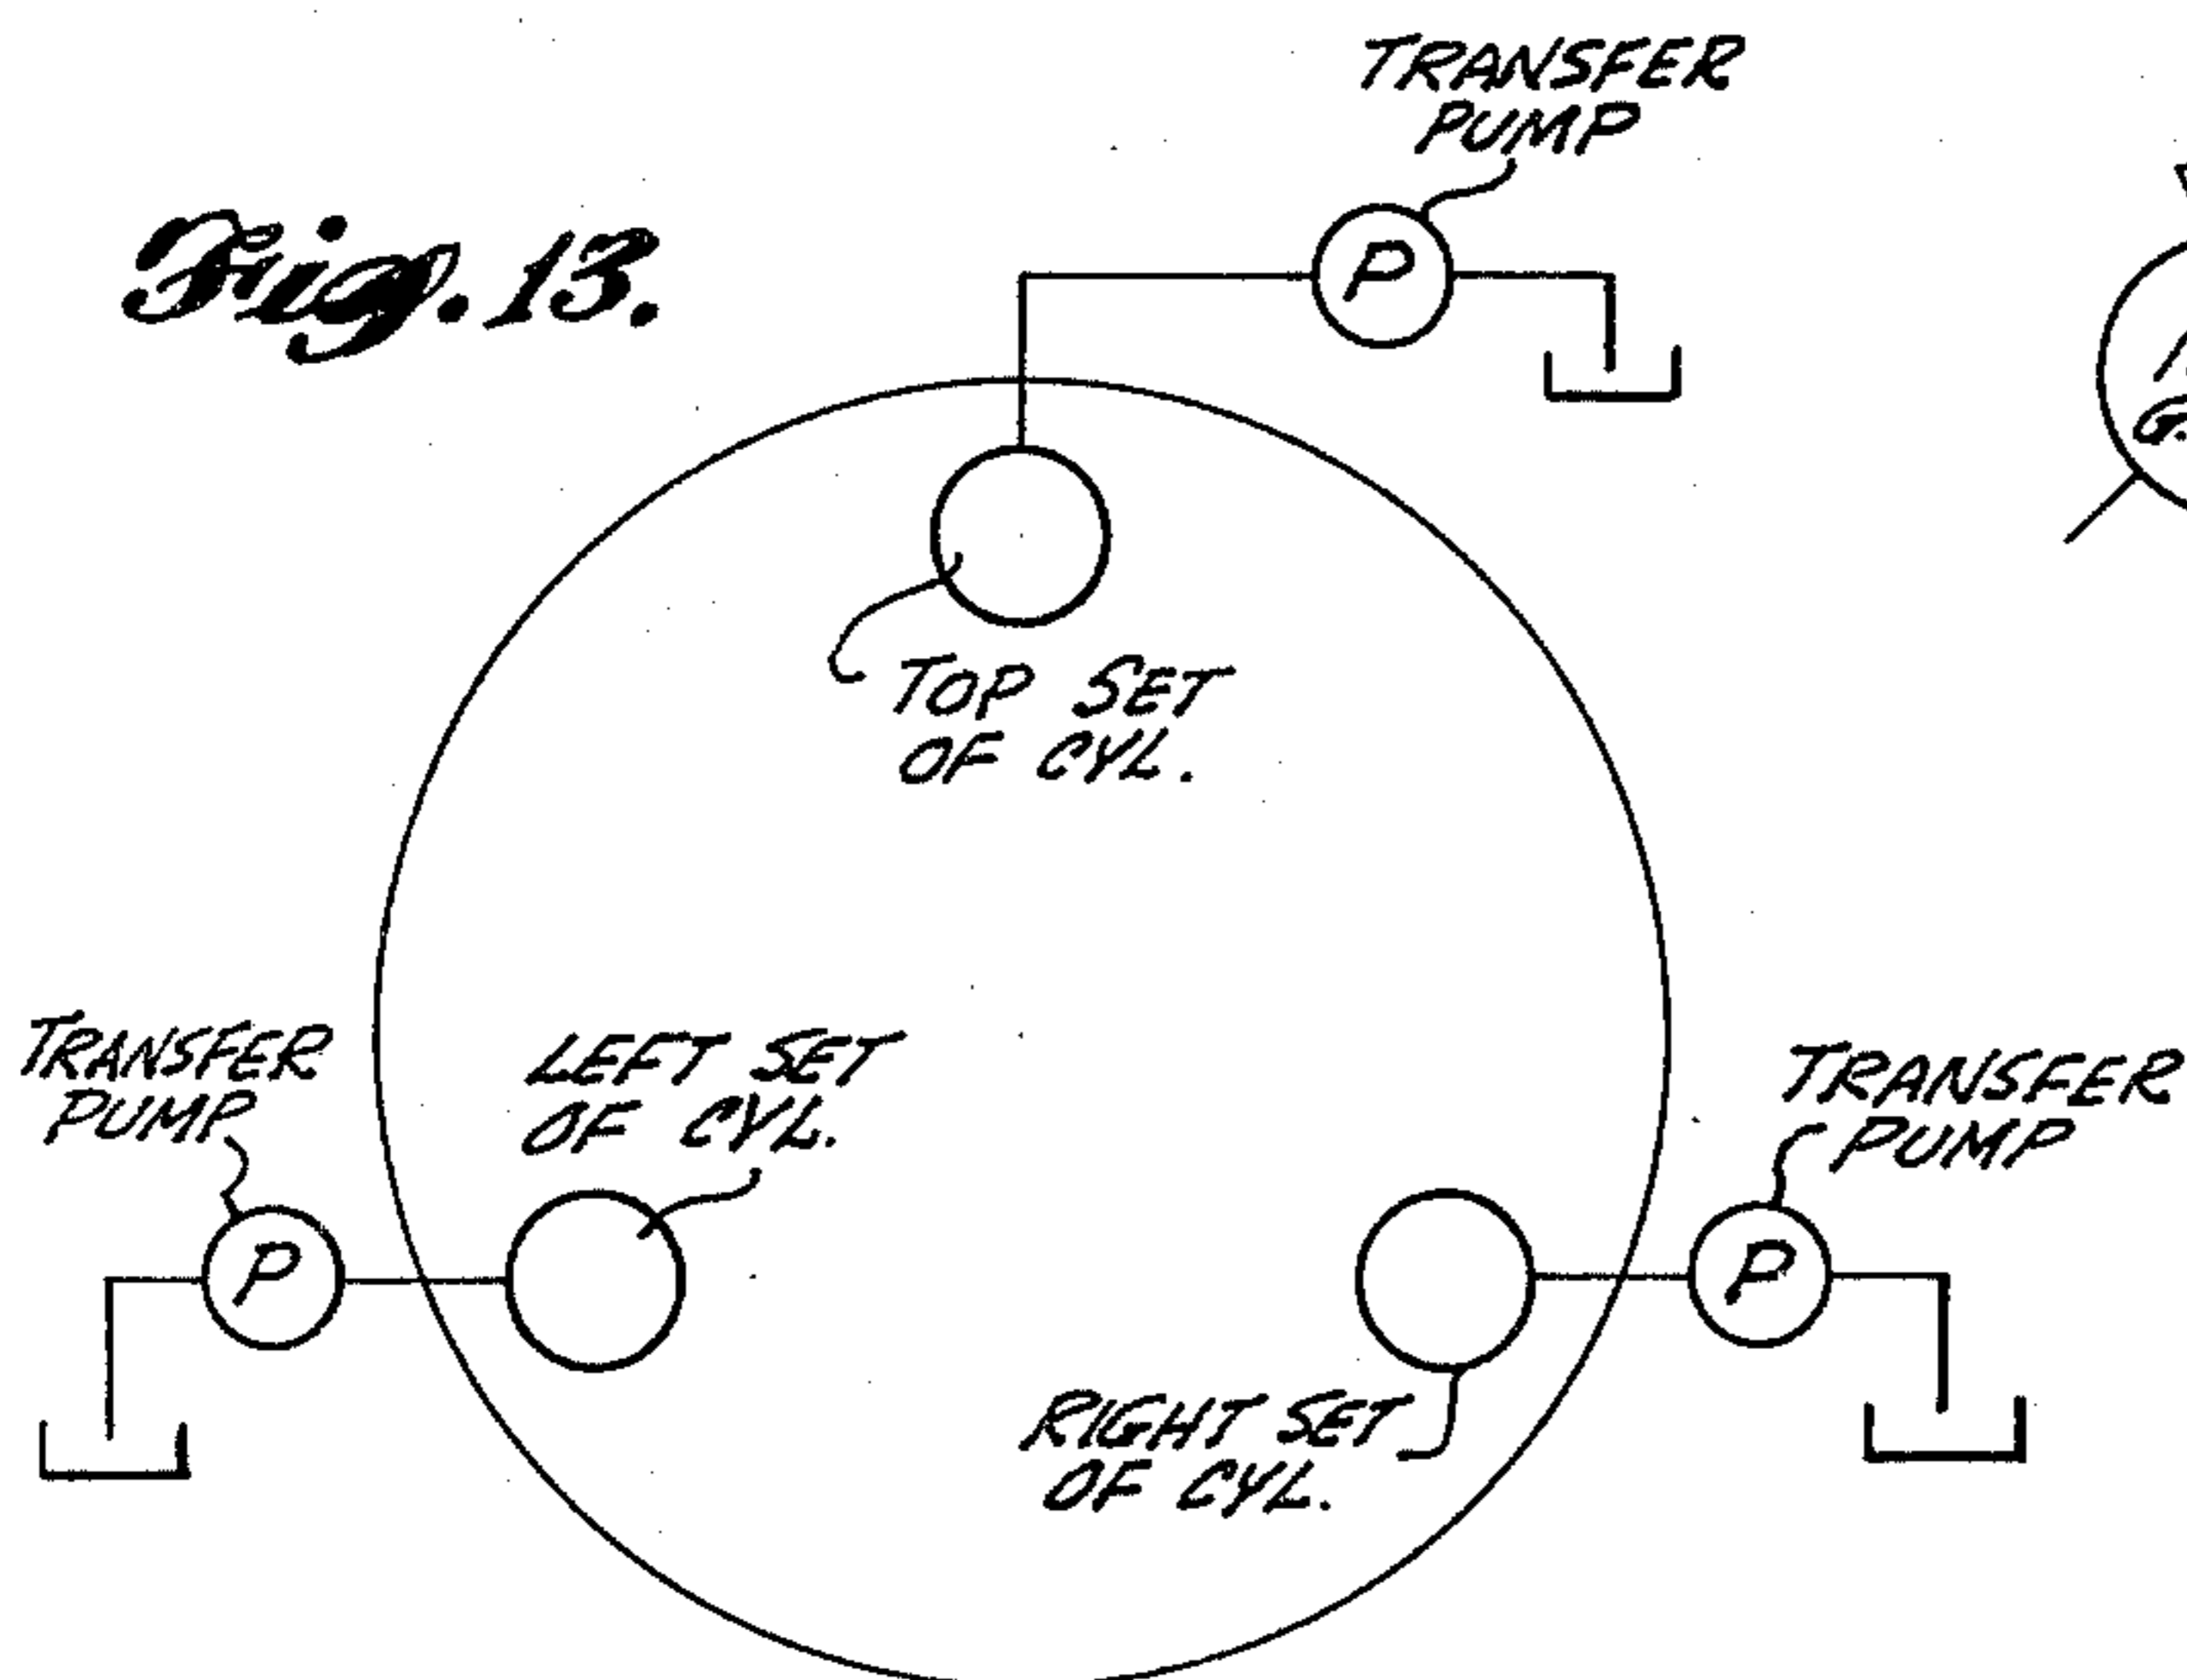 Fig. 13.
TRANSFER
PUMP
P
TOP SET
OF CYL.
TRANSFER
PUMP
P
LEFT SET
OF CYL.
TRANSFER
PUMP
P
RIGHT SET
OF CYL.